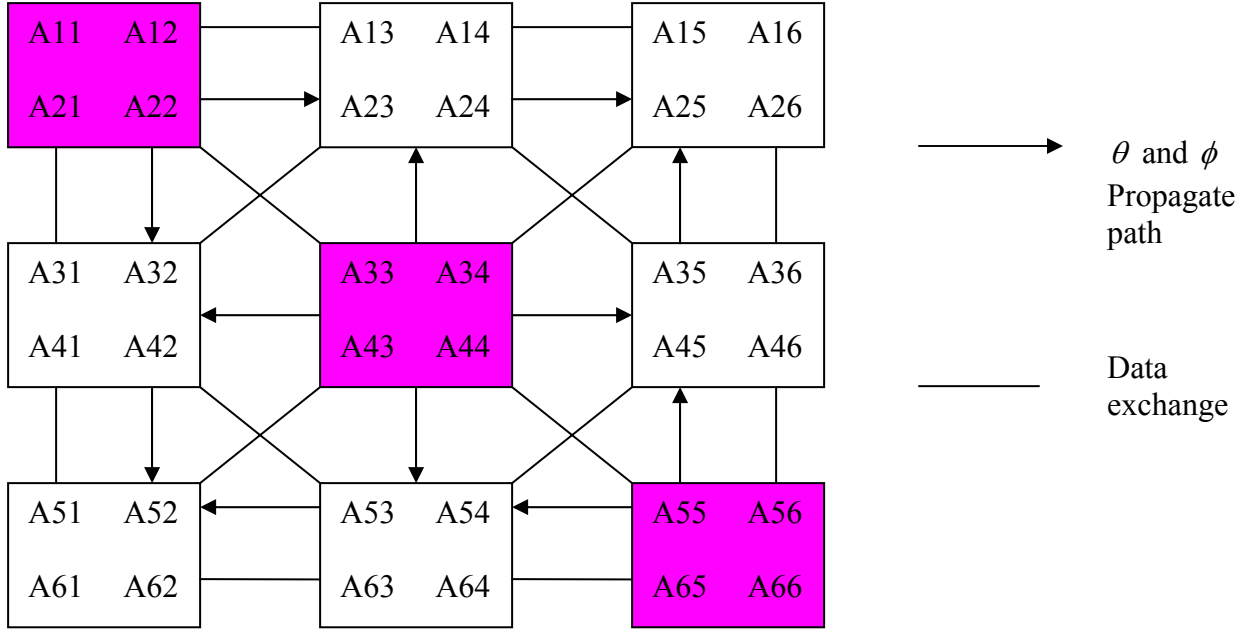 A11 A12 A13 A14 A15 A16
A21 A22 A23 A24 A25 A26
A31 A32 A33 A34 A35 A36
A41 A42 A43 A44 A45 A46
A51 A52 A53 A54 A55 A56
A61 A62 A63 A64 A65 A66
θ and ϕ
Propagate
path
Data
exchange